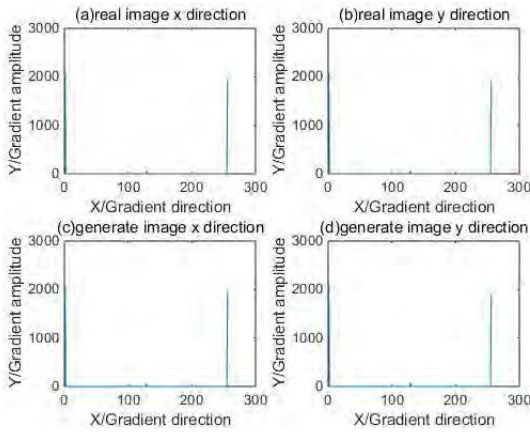 (a)real image x direction
3000
2000
1000
0
0
100
200
300
Y/Gradient amplitude
X/Gradient direction
(b)real image y direction
3000
2000
1000
0
0
100
200
300
Y/Gradient amplitude
X/Gradient direction
(c)generate image x direction
3000
2000
1000
0
0
100
200
300
Y/Gradient amplitude
X/Gradient direction
(d)generate image y direction
3000
2000
1000
0
0
100
200
300
Y/Gradient amplitude
X/Gradient direction